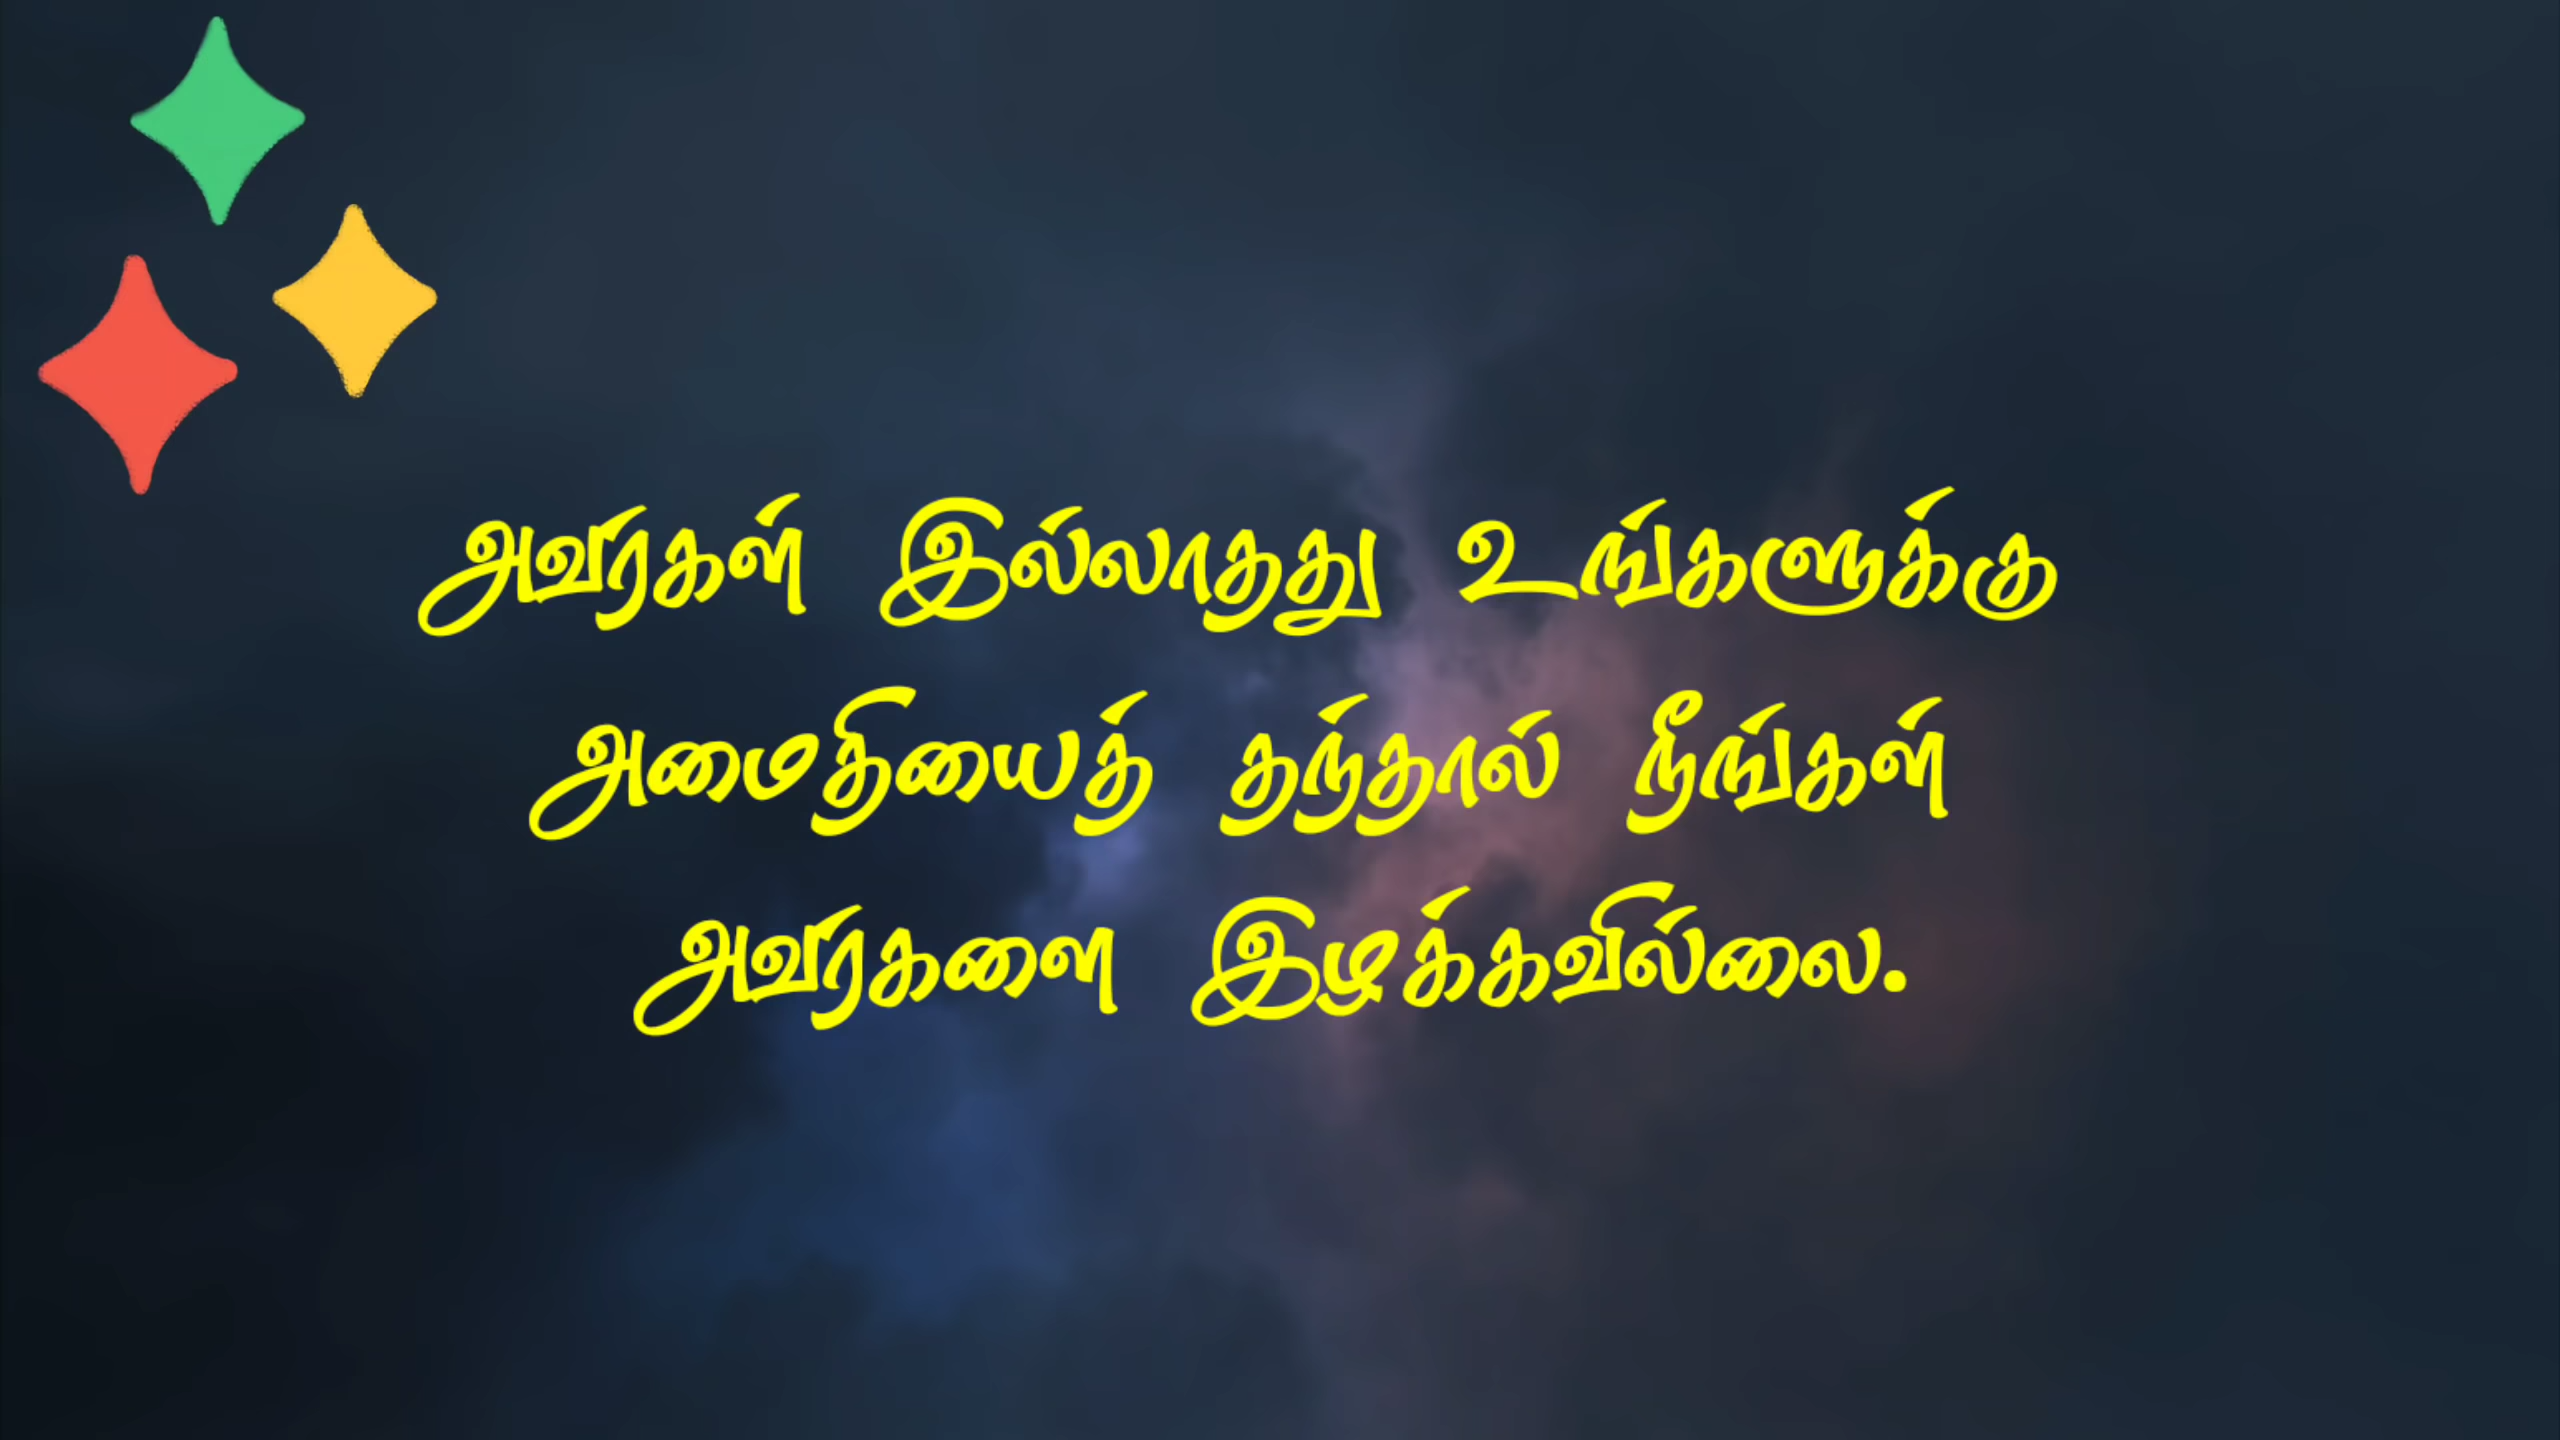 அவர்கள் இல்லாதது உங்களுக்கு
அமைதியைத் தந்தால் நீங்கள்
அவர்களை இழக்கவில்லை.